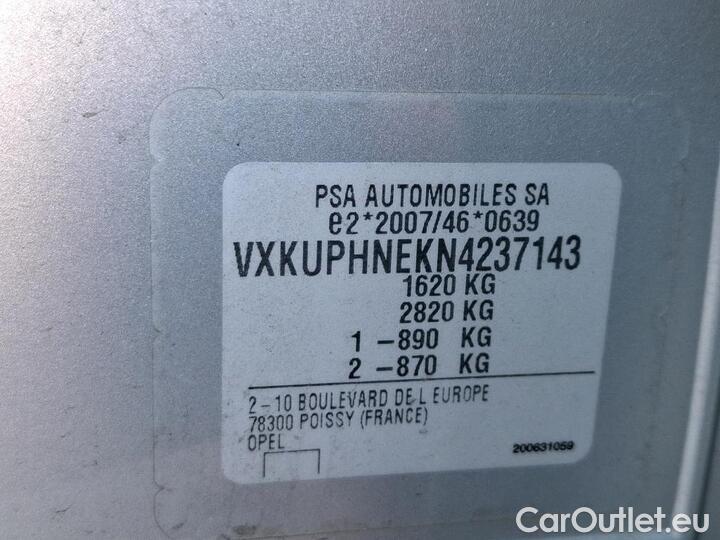 PSA AUTOMOBILES SA
e2*2007/46*0639
VXKUPHNEKN4237143
1620 KG
2820 KG
1 -890 KG
2 -870 KG
2-10 BOULEVARD DE L EUROPE
78300 POISSY (FRANCE)
OPEL
200631059
CarOutlet.eu